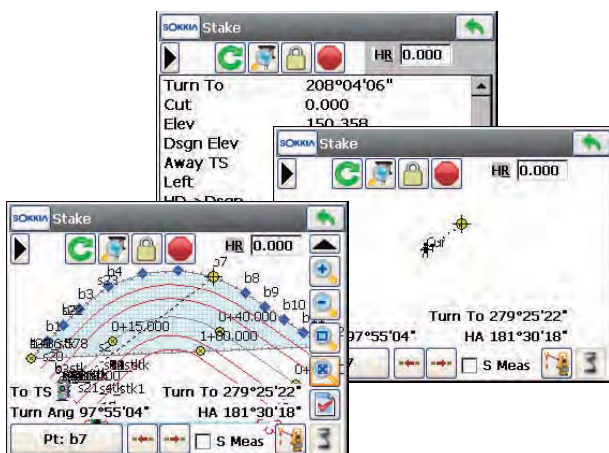 SOKKIA Stake
HR 0.000
Turn To 208°04'06"
Cut 0.000
Elev 150.358
Dsgn Elev
Away TS
Left
SOKKIA Stake
HR 0.000
Cut
Turn To 279°25'22"
97°55'04" HA 181°30'18"
S Meas
SOKKIA Stake
HR 0.000
b4
b7
b3
s23
b8
b9
b1
b10
0+15.000
0+40.000
s20
To TS
Turn To 279°25'22"
Turn Ang 97°55'04" HA 181°30'18"
Pt: b7
S Meas